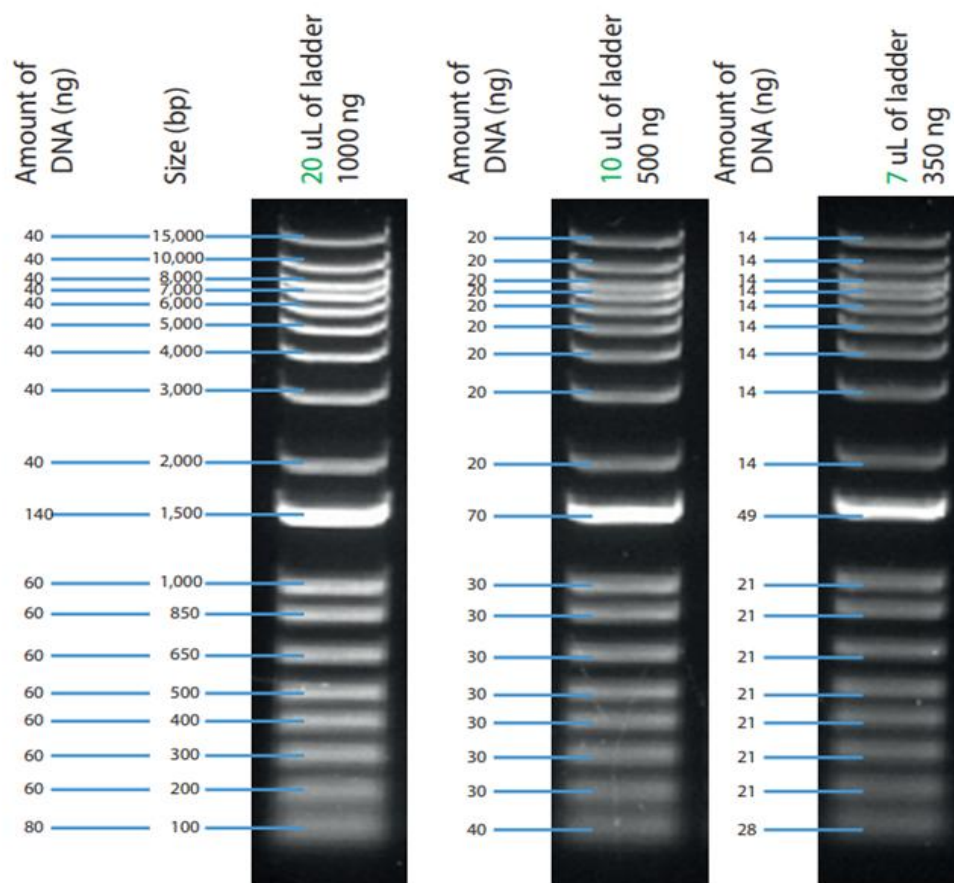 Amount of
DNA (ng)
Size (bp)
20 uL of ladder
1000 ng
Amount of
DNA (ng)
10 uL of ladder
500 ng
Amount of
DNA (ng)
7 uL of ladder
350 ng
40 15,000 20 14
40 10,000 20 14
40 8,000 20 14
40 7,000 20 14
40 6,000 20 14
40 5,000 20 14
40 4,000 20 14
40 3,000 20 14
40 2,000 20 14
140 1,500 70 49
60 1,000 30 21
60 850 30 21
60 650 30 21
60 500 30 21
60 400 30 21
60 300 30 21
60 200 30 21
80 100 40 28